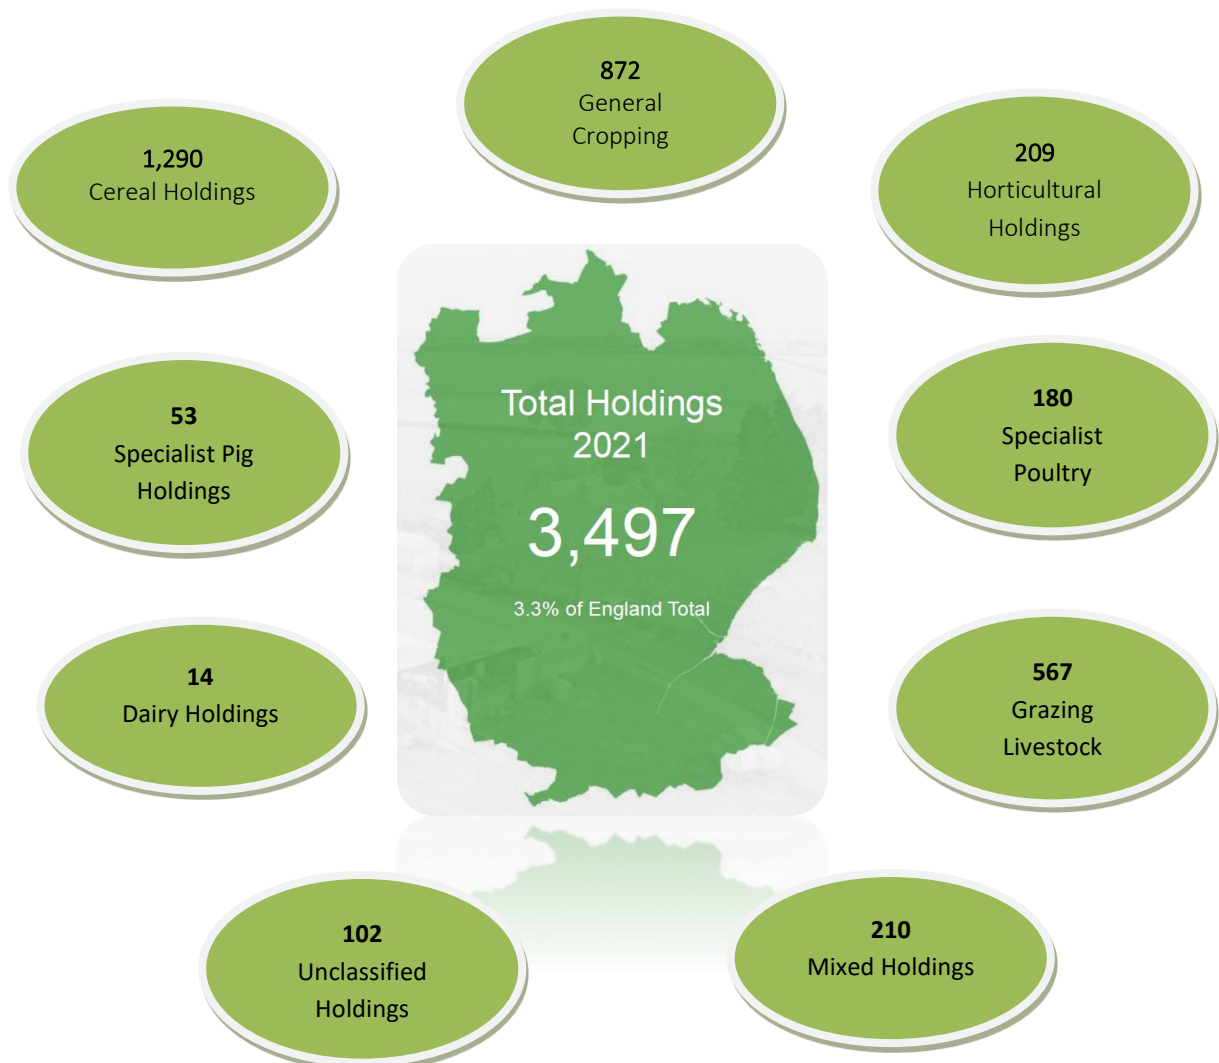 872
General
Cropping
1,290
Cereal Holdings
209
Horticultural
Holdings
Total Holdings
2021
3,497
3.3% of England Total
53
Specialist Pig
Holdings
180
Specialist
Poultry
14
Dairy Holdings
567
Grazing
Livestock
102
Unclassified
Holdings
210
Mixed Holdings